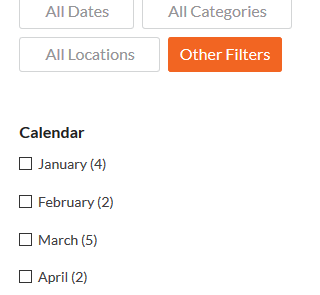 All Dates All Categories
All Locations Other Filters
Calendar
January (4)
February (2)
March (5)
April (2)